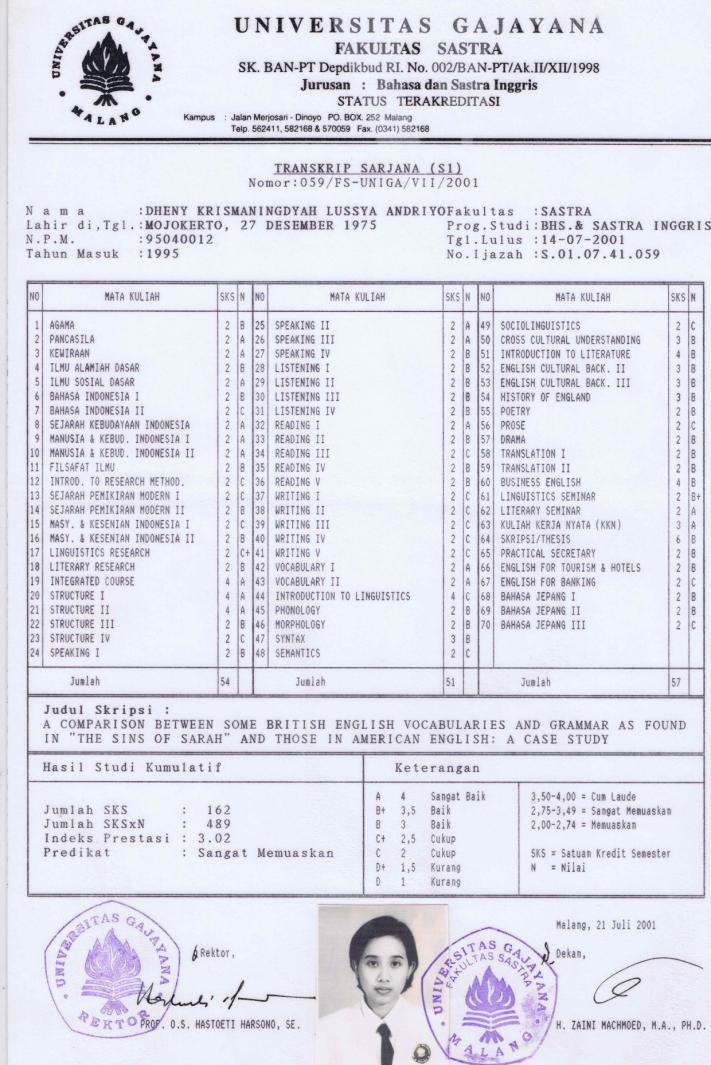 UNIVERSITAS GAJAYANA
MALANG
UNIVERSITAS GAJAYANA
FAKULTAS SASTRA
SK. BAN-PT Depdikbud RI. No. 002/BAN-PT/Ak.II/XII/1998
Jurusan : Bahasa dan Sastra Inggris
STATUS TERAKREDITASI
Kampus : Jalan Merjosari - Dinoyo PO. BOX. 252 Malang
Telp. 562411, 582168 & 570059 Fax. (0341) 582168
TRANSKRIP SARJANA (S1)
Nomor:059/FS-UNIGA/VII/2001
N a m a :DHENY KRISMANINGDYAH LUSSYA ANDRIYOFakultas :SASTRA
Lahir di,Tgl.:MOJOKERTO, 27 DESEMBER 1975 Prog.Studi:BHS.& SASTRA INGGRIS
N.P.M. :95040012 Tgl.Lulus :14-07-2001
Tahun Masuk :1995 No.Ijazah :S.01.07.41.059
NO MATA KULIAH SKS N NO MATA KULIAH SKS N NO MATA KULIAH SKS N
1 AGAMA 2 B 25 SPEAKING II 2 A 49 SOCIOLINGUISTICS 2 C
2 PANCASILA 2 A 26 SPEAKING III 2 A 50 CROSS CULTURAL UNDERSTANDING 3 B
3 KEWIRAAN 2 A 27 SPEAKING IV 2 B 51 INTRODUCTION TO LITERATURE 4 B
4 ILMU ALAMIAH DASAR 2 B 28 LISTENING I 2 B 52 ENGLISH CULTURAL BACK. II 3 B
5 ILMU SOSIAL DASAR 2 A 29 LISTENING II 2 B 53 ENGLISH CULTURAL BACK. III 3 B
6 BAHASA INDONESIA I 2 B 30 LISTENING III 2 B 54 HISTORY OF ENGLAND 3 B
7 BAHASA INDONESIA II 2 C 31 LISTENING IV 2 B 55 POETRY 2 B
8 SEJARAH KEBUDAYAAN INDONESIA 2 A 32 READING I 2 A 56 PROSE 2 C
9 MANUSIA & KEBUD. INDONESIA I 2 A 33 READING II 2 B 57 DRAMA 2 B
10 MANUSIA & KEBUD. INDONESIA II 2 A 34 READING III 2 C 58 TRANSLATION I 2 B
11 FILSAFAT ILMU 2 B 35 READING IV 2 B 59 TRANSLATION II 2 B
12 INTROD. TO RESEARCH METHOD. 2 C 36 READING V 2 B 60 BUSINESS ENGLISH 4 B
13 SEJARAH PEMIKIRAN MODERN I 2 C 37 WRITING I 2 C 61 LINGUISTICS SEMINAR 2 B+
14 SEJARAH PEMIKIRAN MODERN II 2 B 38 WRITING II 2 C 62 LITERARY SEMINAR 2 A
15 MASY. & KESENIAN INDONESIA I 2 C 39 WRITING III 2 C 63 KULIAH KERJA NYATA (KKN) 3 A
16 MASY. & KESENIAN INDONESIA II 2 B 40 WRITING IV 2 B 64 SKRIPSI/THESIS 6 B
17 LINGUISTICS RESEARCH 2 C+ 41 WRITING V 2 B 65 PRACTICAL SECRETARY 2 B
18 LITERARY RESEARCH 2 B 42 VOCABULARY I 2 A 66 ENGLISH FOR TOURISM & HOTELS 2 B
19 INTEGRATED COURSE 4 A 43 VOCABULARY II 2 A 67 ENGLISH FOR BANKING 2 C
20 STRUCTURE I 4 A 44 INTRODUCTION TO LINGUISTICS 4 C 68 BAHASA JEPANG I 2 B
21 STRUCTURE II 4 A 45 PHONOLOGY 2 B 69 BAHASA JEPANG II 2 B
22 STRUCTURE III 2 B 46 MORPHOLOGY 2 B 70 BAHASA JEPANG III 2 C
23 STRUCTURE IV 2 C 47 SYNTAX 3 B
24 SPEAKING I 2 B 48 SEMANTICS 2 C
Jumlah 54 Jumlah 51 Jumlah 57
Judul Skripsi :
A COMPARISON BETWEEN SOME BRITISH ENGLISH VOCABULARIES AND GRAMMAR AS FOUND
IN "THE SINS OF SARAH" AND THOSE IN AMERICAN ENGLISH: A CASE STUDY
Hasil Studi Kumulatif
Jumlah SKS : 162
Jumlah SKSxN : 489
Indeks Prestasi : 3.02
Predikat : Sangat Memuaskan
Keterangan
A 4 Sangat Baik 3,50-4,00 = Cum Laude
B+ 3,5 Baik 2,75-3,49 = Sangat Memuaskan
B 3 Baik 2,00-2,74 = Memuaskan
C+ 2,5 Cukup
C 2 Cukup SKS = Satuan Kredit Semester
D+ 1,5 Kurang N = Nilai
D 1 Kurang
Malang, 21 Juli 2001
Rektor,
Dekan,
UNIVERSITAS GAJAYANA
REKTOR
UNIVERSITAS GAJAYANA
FAKULTAS SASTRA
MALANG
PROF. O.S. HASTOETI HARSONO, SE.
H. ZAINI MACHMOED, M.A., PH.D.